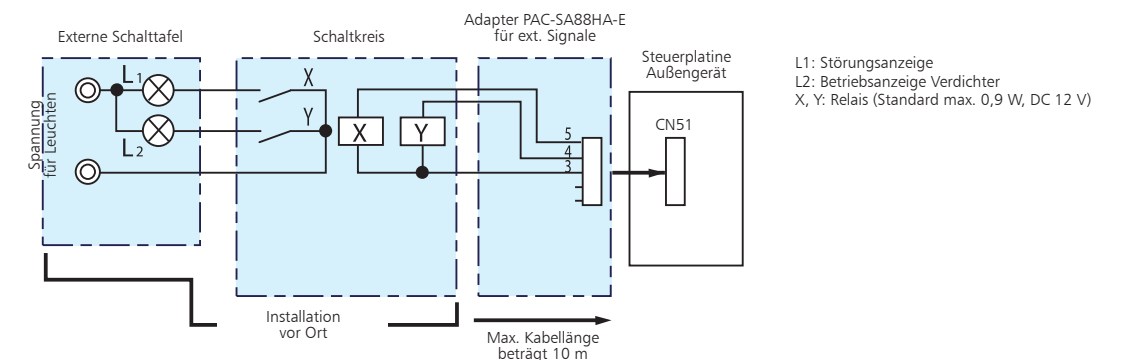 Externe Schalttafel
Schaltkreis
Adapter PAC-SA88HA-E
für ext. Signale
Steuerplatine
Außengerät
L1: Störungsanzeige
L2: Betriebsanzeige Verdichter
X, Y: Relais (Standard max. 0,9 W, DC 12 V)
Spannung
für Leuchten
L1
L2
X
Y
X
Y
5
4
3
CN51
Installation
vor Ort
Max. Kabellänge
beträgt 10 m